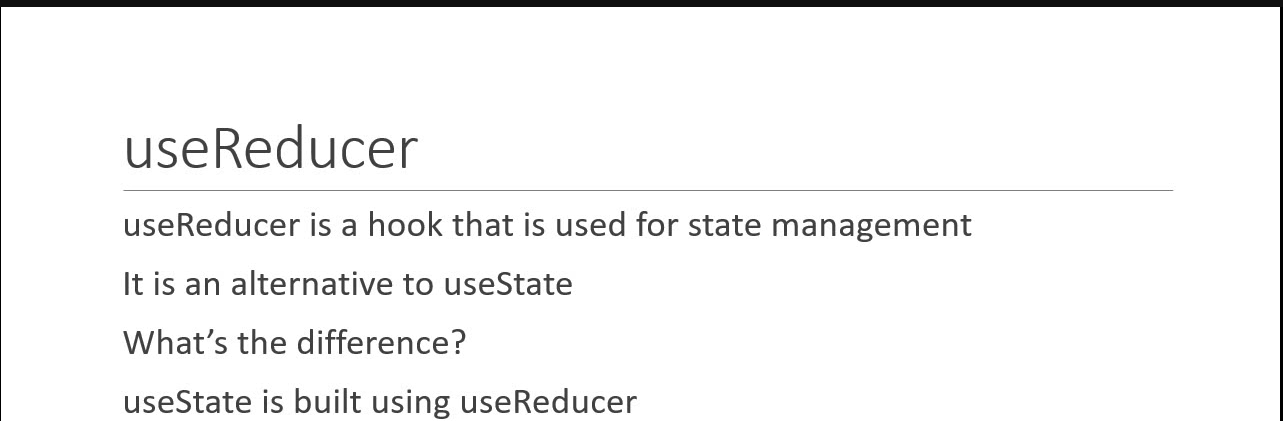 useReducer
useReducer is a hook that is used for state management
It is an alternative to useState
What’s the difference?
useState is built using useReducer